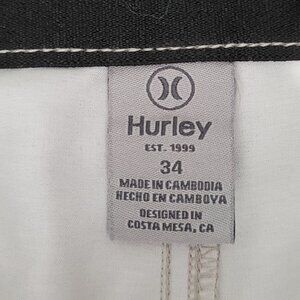 Hurley
EST. 1999
34
MADE IN CAMBODIA
HECHO EN CAMBOYA
DESIGNED IN
COSTA MESA, CA